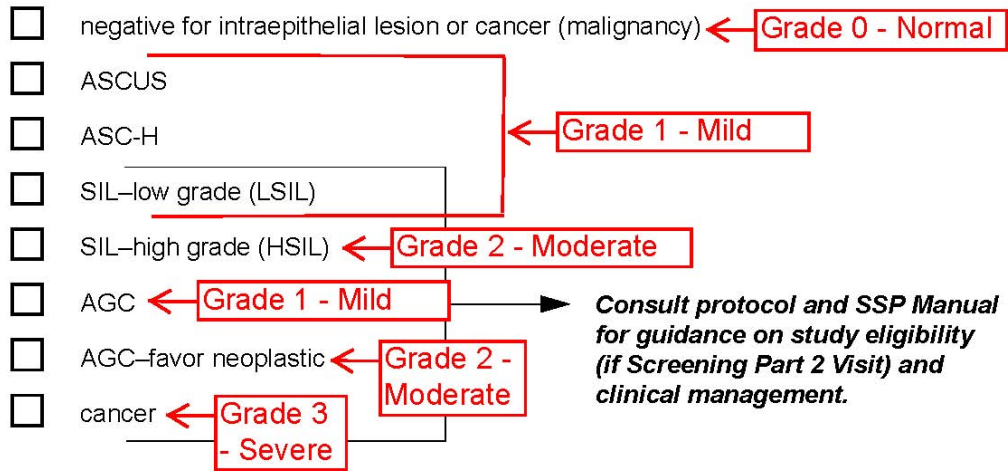 negative for intraepithelial lesion or cancer (malignancy)
Grade 0 - Normal
ASCUS
ASC-H
Grade 1 - Mild
SIL–low grade (LSIL)
SIL–high grade (HSIL)
Grade 2 - Moderate
AGC
Grade 1 - Mild
Consult protocol and SSP Manual
for guidance on study eligibility
(if Screening Part 2 Visit) and
clinical management.
AGC–favor neoplastic
Grade 2 -
Moderate
cancer
Grade 3
- Severe